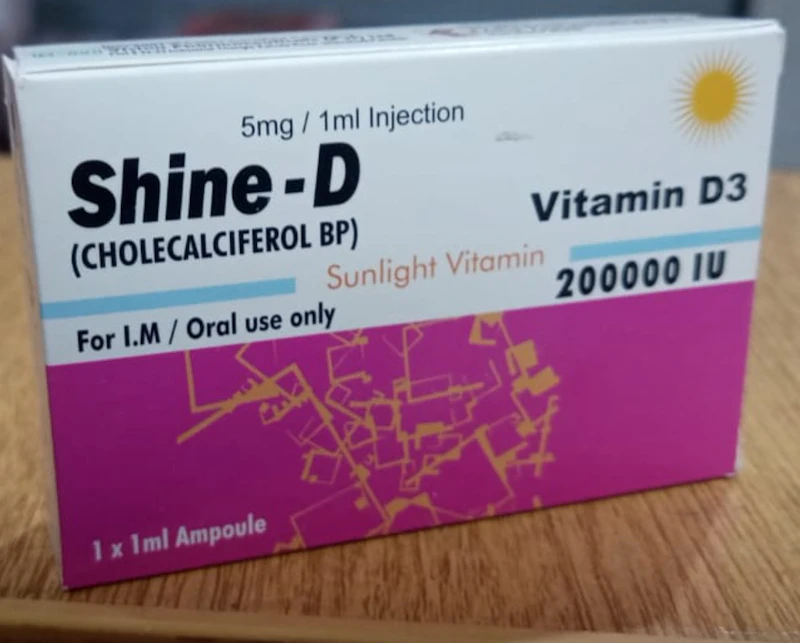 5mg / 1ml Injection
Shine-D
(CHOLECALCIFEROL BP)
Vitamin D3
Sunlight Vitamin
200000 IU
For I.M / Oral use only
1 x 1ml Ampoule